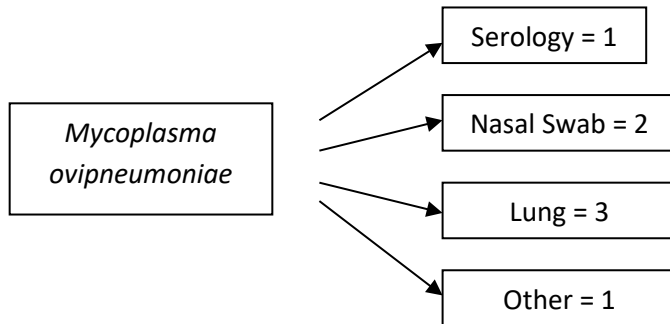 Serology = 1
Mycoplasma
ovipneumoniae
Nasal Swab = 2
Lung = 3
Other = 1